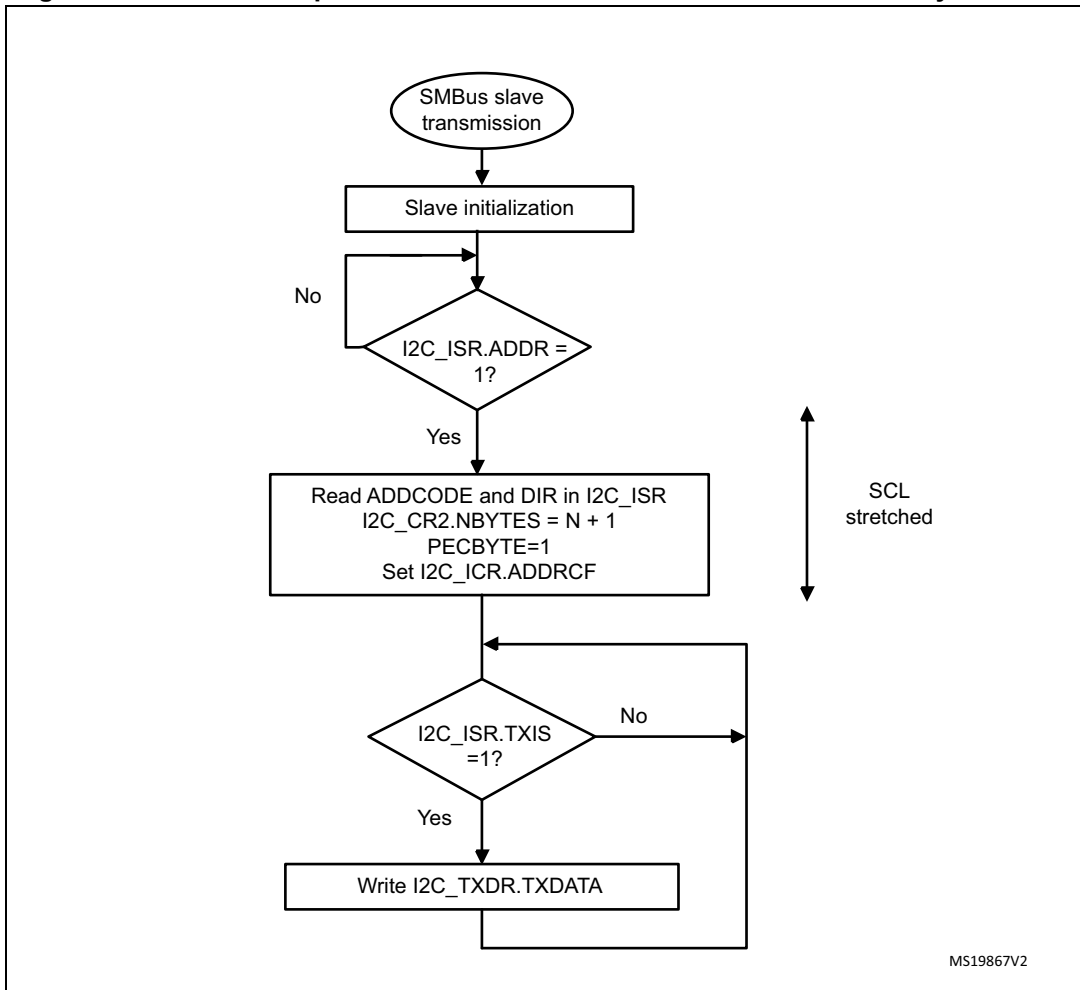 SMBus slave
transmission
Slave initialization
No
I2C_ISR.ADDR =
1?
Yes
Read ADDCODE and DIR in I2C_ISR
I2C_CR2.NBYTES = N + 1
PECBYTE=1
Set I2C_ICR.ADDRCF
SCL
stretched
I2C_ISR.TXIS
=1?
No
Yes
Write I2C_TXDR.TXDATA
MS19867V2